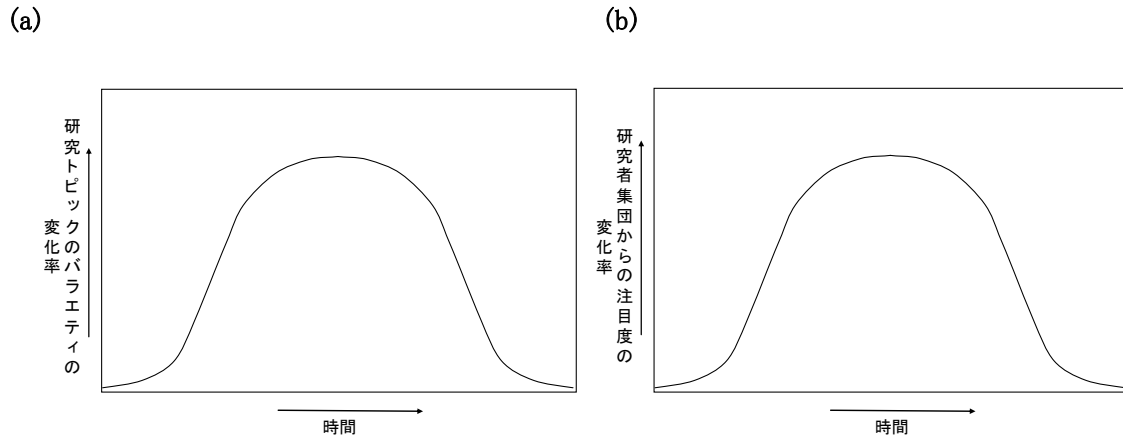 (a)
(b)
研究トピックのバラエティの
変化率
時間
研究者集団からの注目度の
変化率
時間